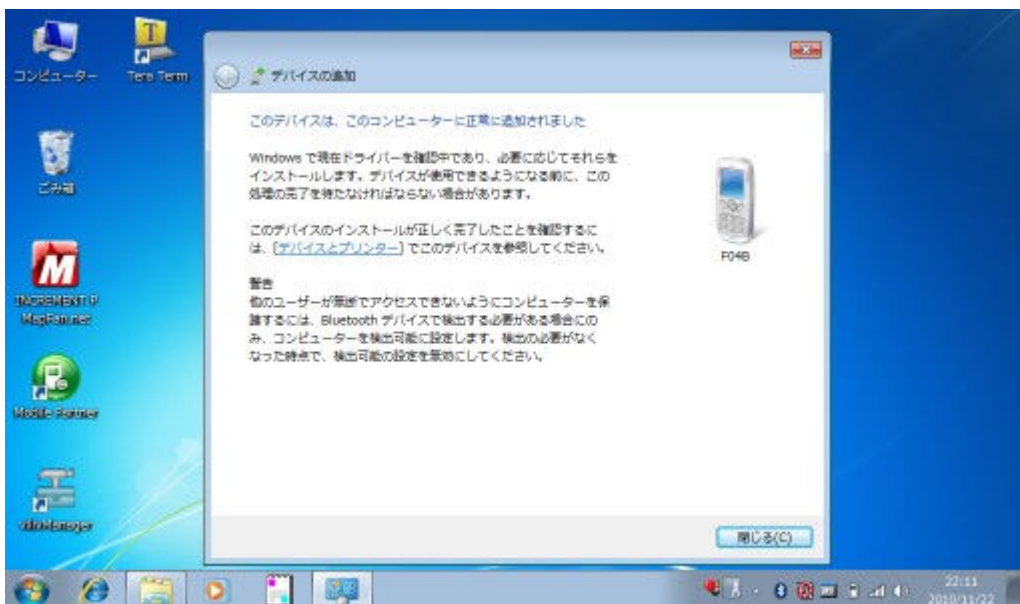 コンピューター
Tera Term
ごみ箱
INCREMENT P
MapFan.net
Mobile Partner
デバイスの追加
このデバイスは、このコンピューターに正常に追加されました
Windows で現在ドライバーを確認中であり、必要に応じてそれらを
インストールします。デバイスが使用できるようになる前に、この
処理の完了を待たなければならない場合があります。
このデバイスのインストールが正しく完了したことを確認するに
は、[デバイスとプリンター] でこのデバイスを参照してください。
警告
他のユーザーが無断でアクセスできないようにコンピューターを保
護するには、Bluetooth デバイスで検出する必要がある場合にの
み、コンピューターを検出可能に設定します。検出の必要がなく
なった時点で、検出可能の設定を無効にしてください。
F04B
閉じる(C)
22:11
2010/11/22